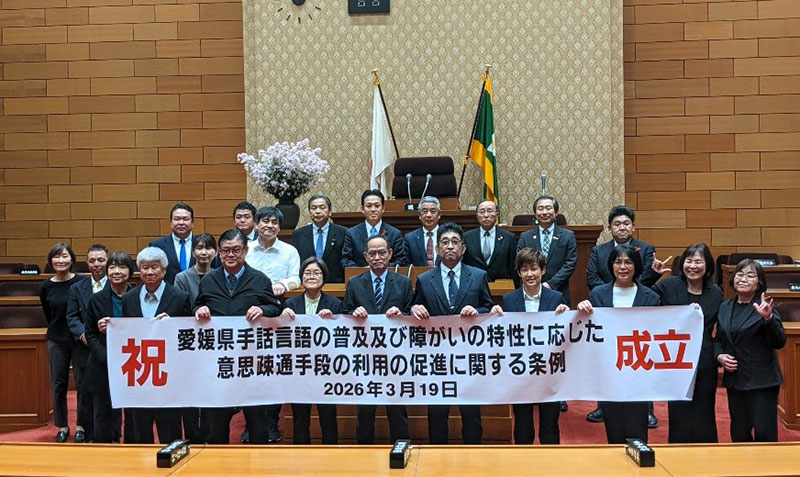 祝
愛媛県手話言語の普及及び障がいの特性に応じた
意思疎通手段の利用の促進に関する条例
2026年3月19日
成立